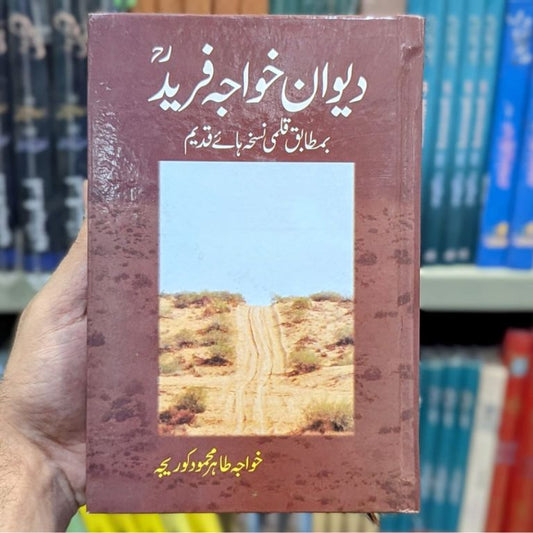 دیوان خواجہ فریدؒ
بمطابق قلمی نسخہ ہائے قدیم
خواجہ طاہر محمود کوریجہ